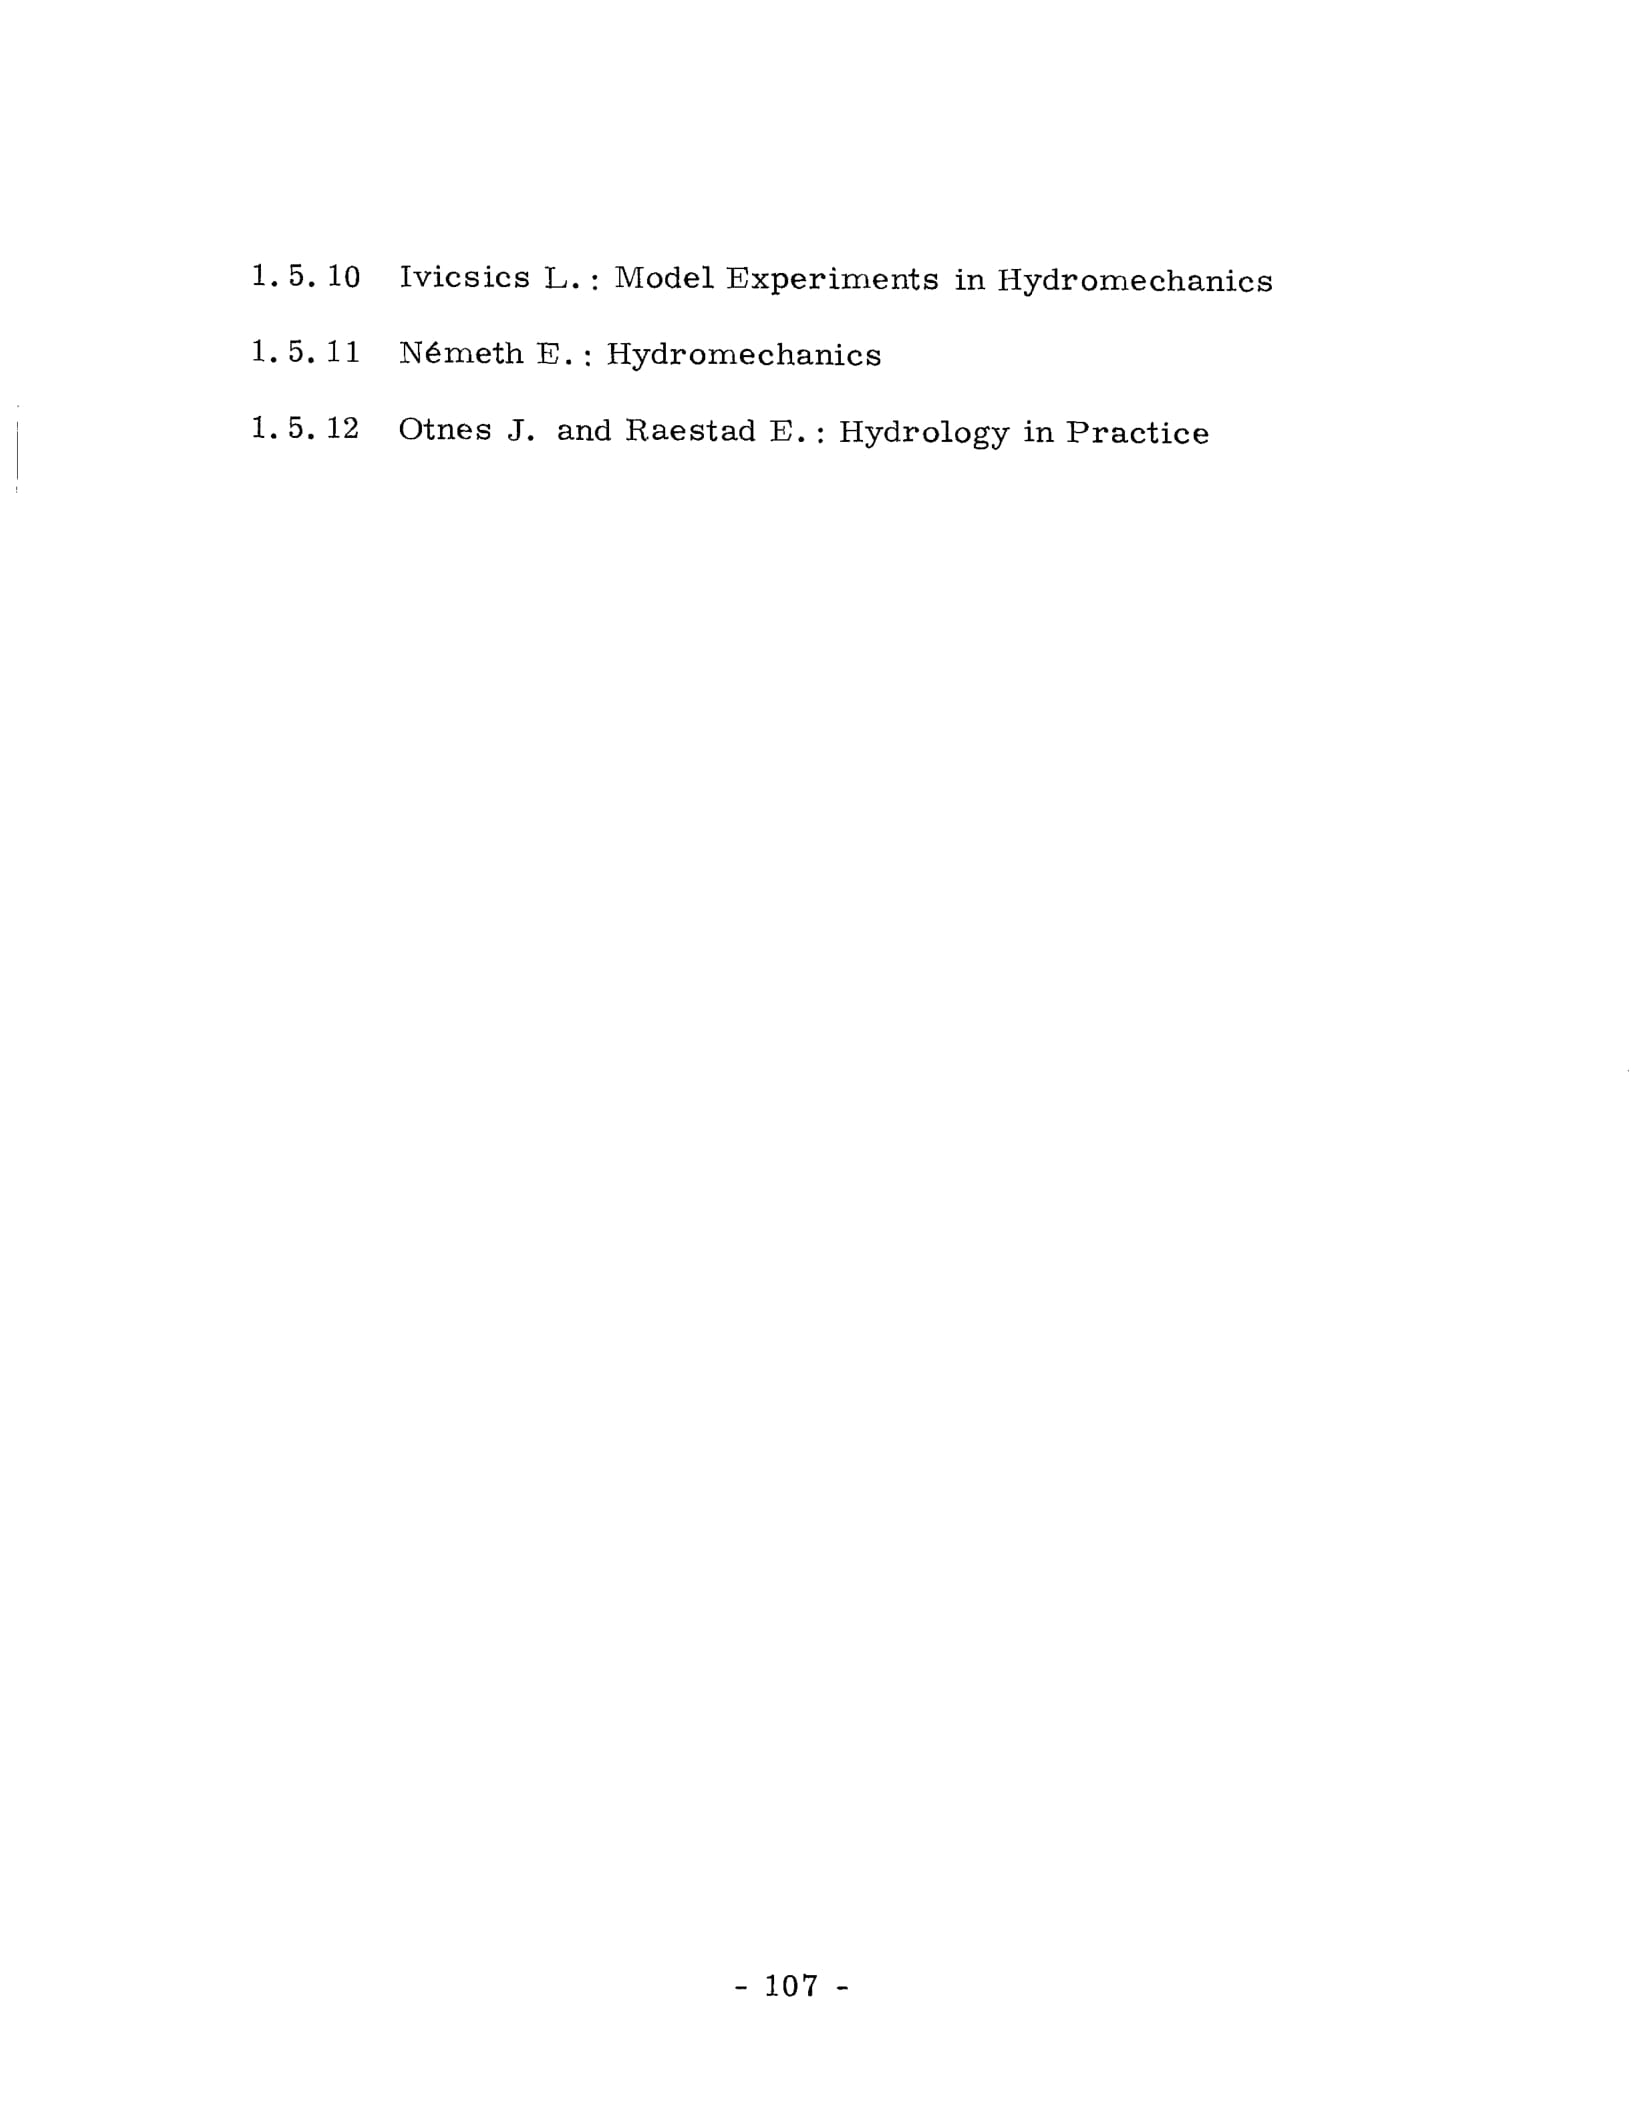 1.5.10 Ivicsics L.: Model Experiments in Hydromechanics
1.5.11 Németh E.: Hydromechanics
1.5.12 Otnes J. and Raestad E.: Hydrology in Practice
- 107 -